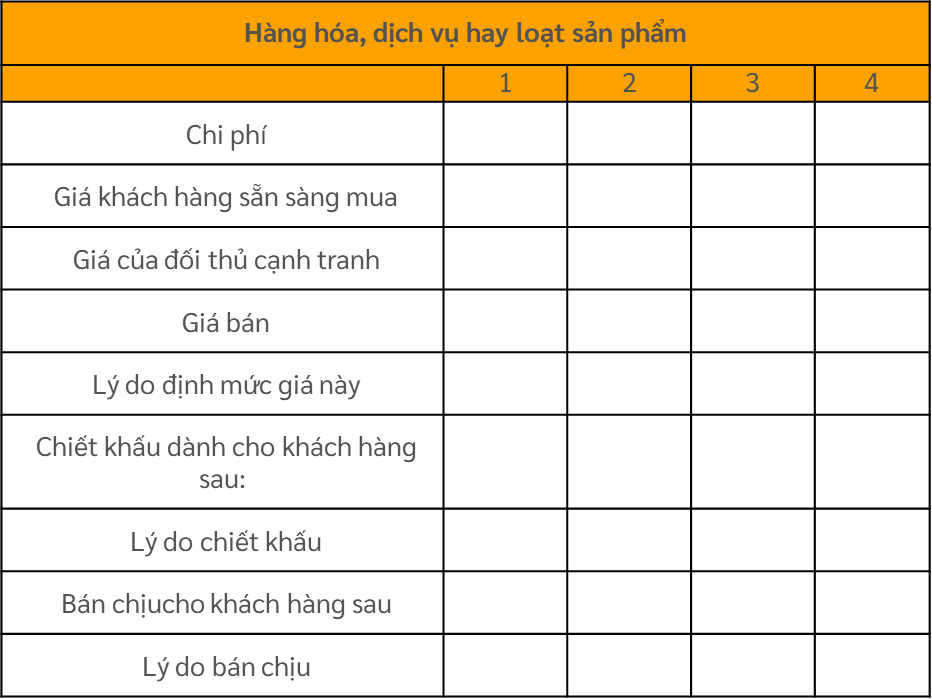 Hàng hóa, dịch vụ hay loạt sản phẩm
1 2 3 4
Chi phí
Giá khách hàng sẵn sàng mua
Giá của đối thủ cạnh tranh
Giá bán
Lý do định mức giá này
Chiết khấu dành cho khách hàng
sau:
Lý do chiết khấu
Bán chịucho khách hàng sau
Lý do bán chịu